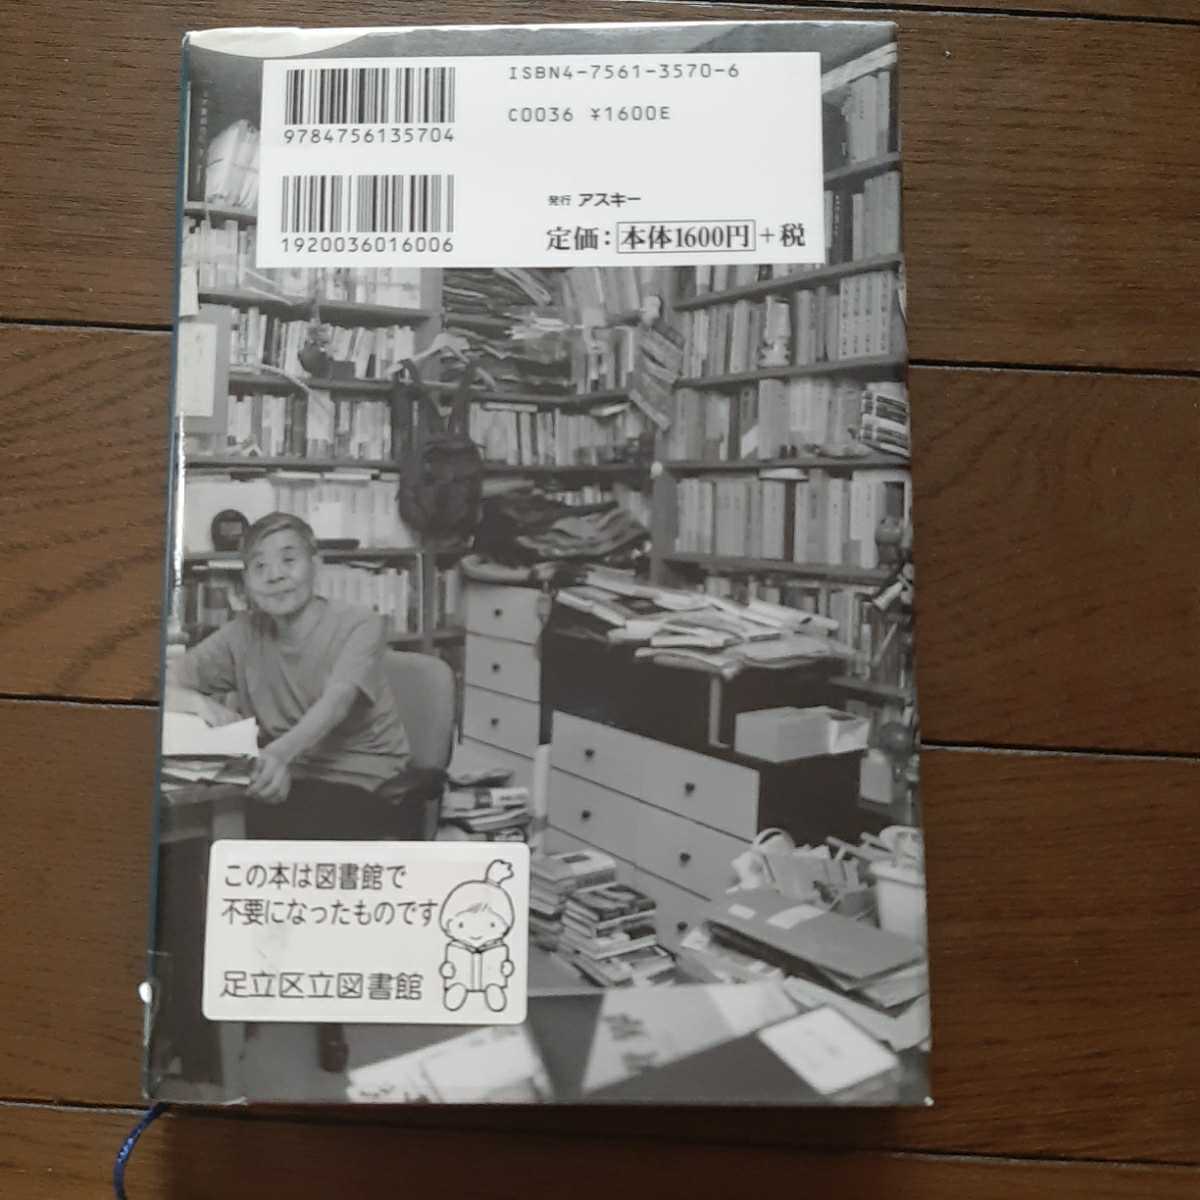 ISBN4-7561-3570-6
9784756135704
C0036 ¥1600E
1920036016006
発行 アスキー
定価：本体1600円＋税
この本は図書館で
不要になったものです
足立区立図書館